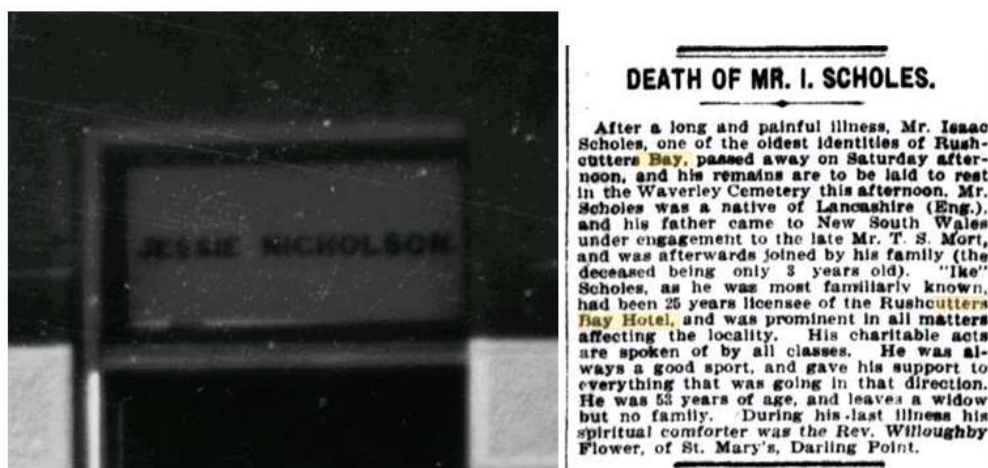 JESSIE NICHOLSON.
DEATH OF MR. I. SCHOLES.
After a long and painful illness, Mr. Isaac
Scholes, one of the oldest identities of Rush-
cutters Bay, passed away on Saturday after-
noon, and his remains are to be laid to rest
in the Waverley Cemetery this afternoon. Mr.
Scholes was a native of Lancashire (Eng.),
and his father came to New South Wales
under engagement to the late Mr. T. S. Mort,
and was afterwards joined by his family (the
deceased being only 3 years old). "Ike"
Scholes, as he was most familiarly known,
had been 25 years licensee of the Rushcutters
Bay Hotel, and was prominent in all matters
affecting the locality. His charitable acts
are spoken of by all classes. He was al-
ways a good sport, and gave his support to
everything that was going in that direction.
He was 53 years of age, and leaves a widow
but no family. During his last illness his
spiritual comforter was the Rev. Willoughby
Flower, of St. Mary's, Darling Point.